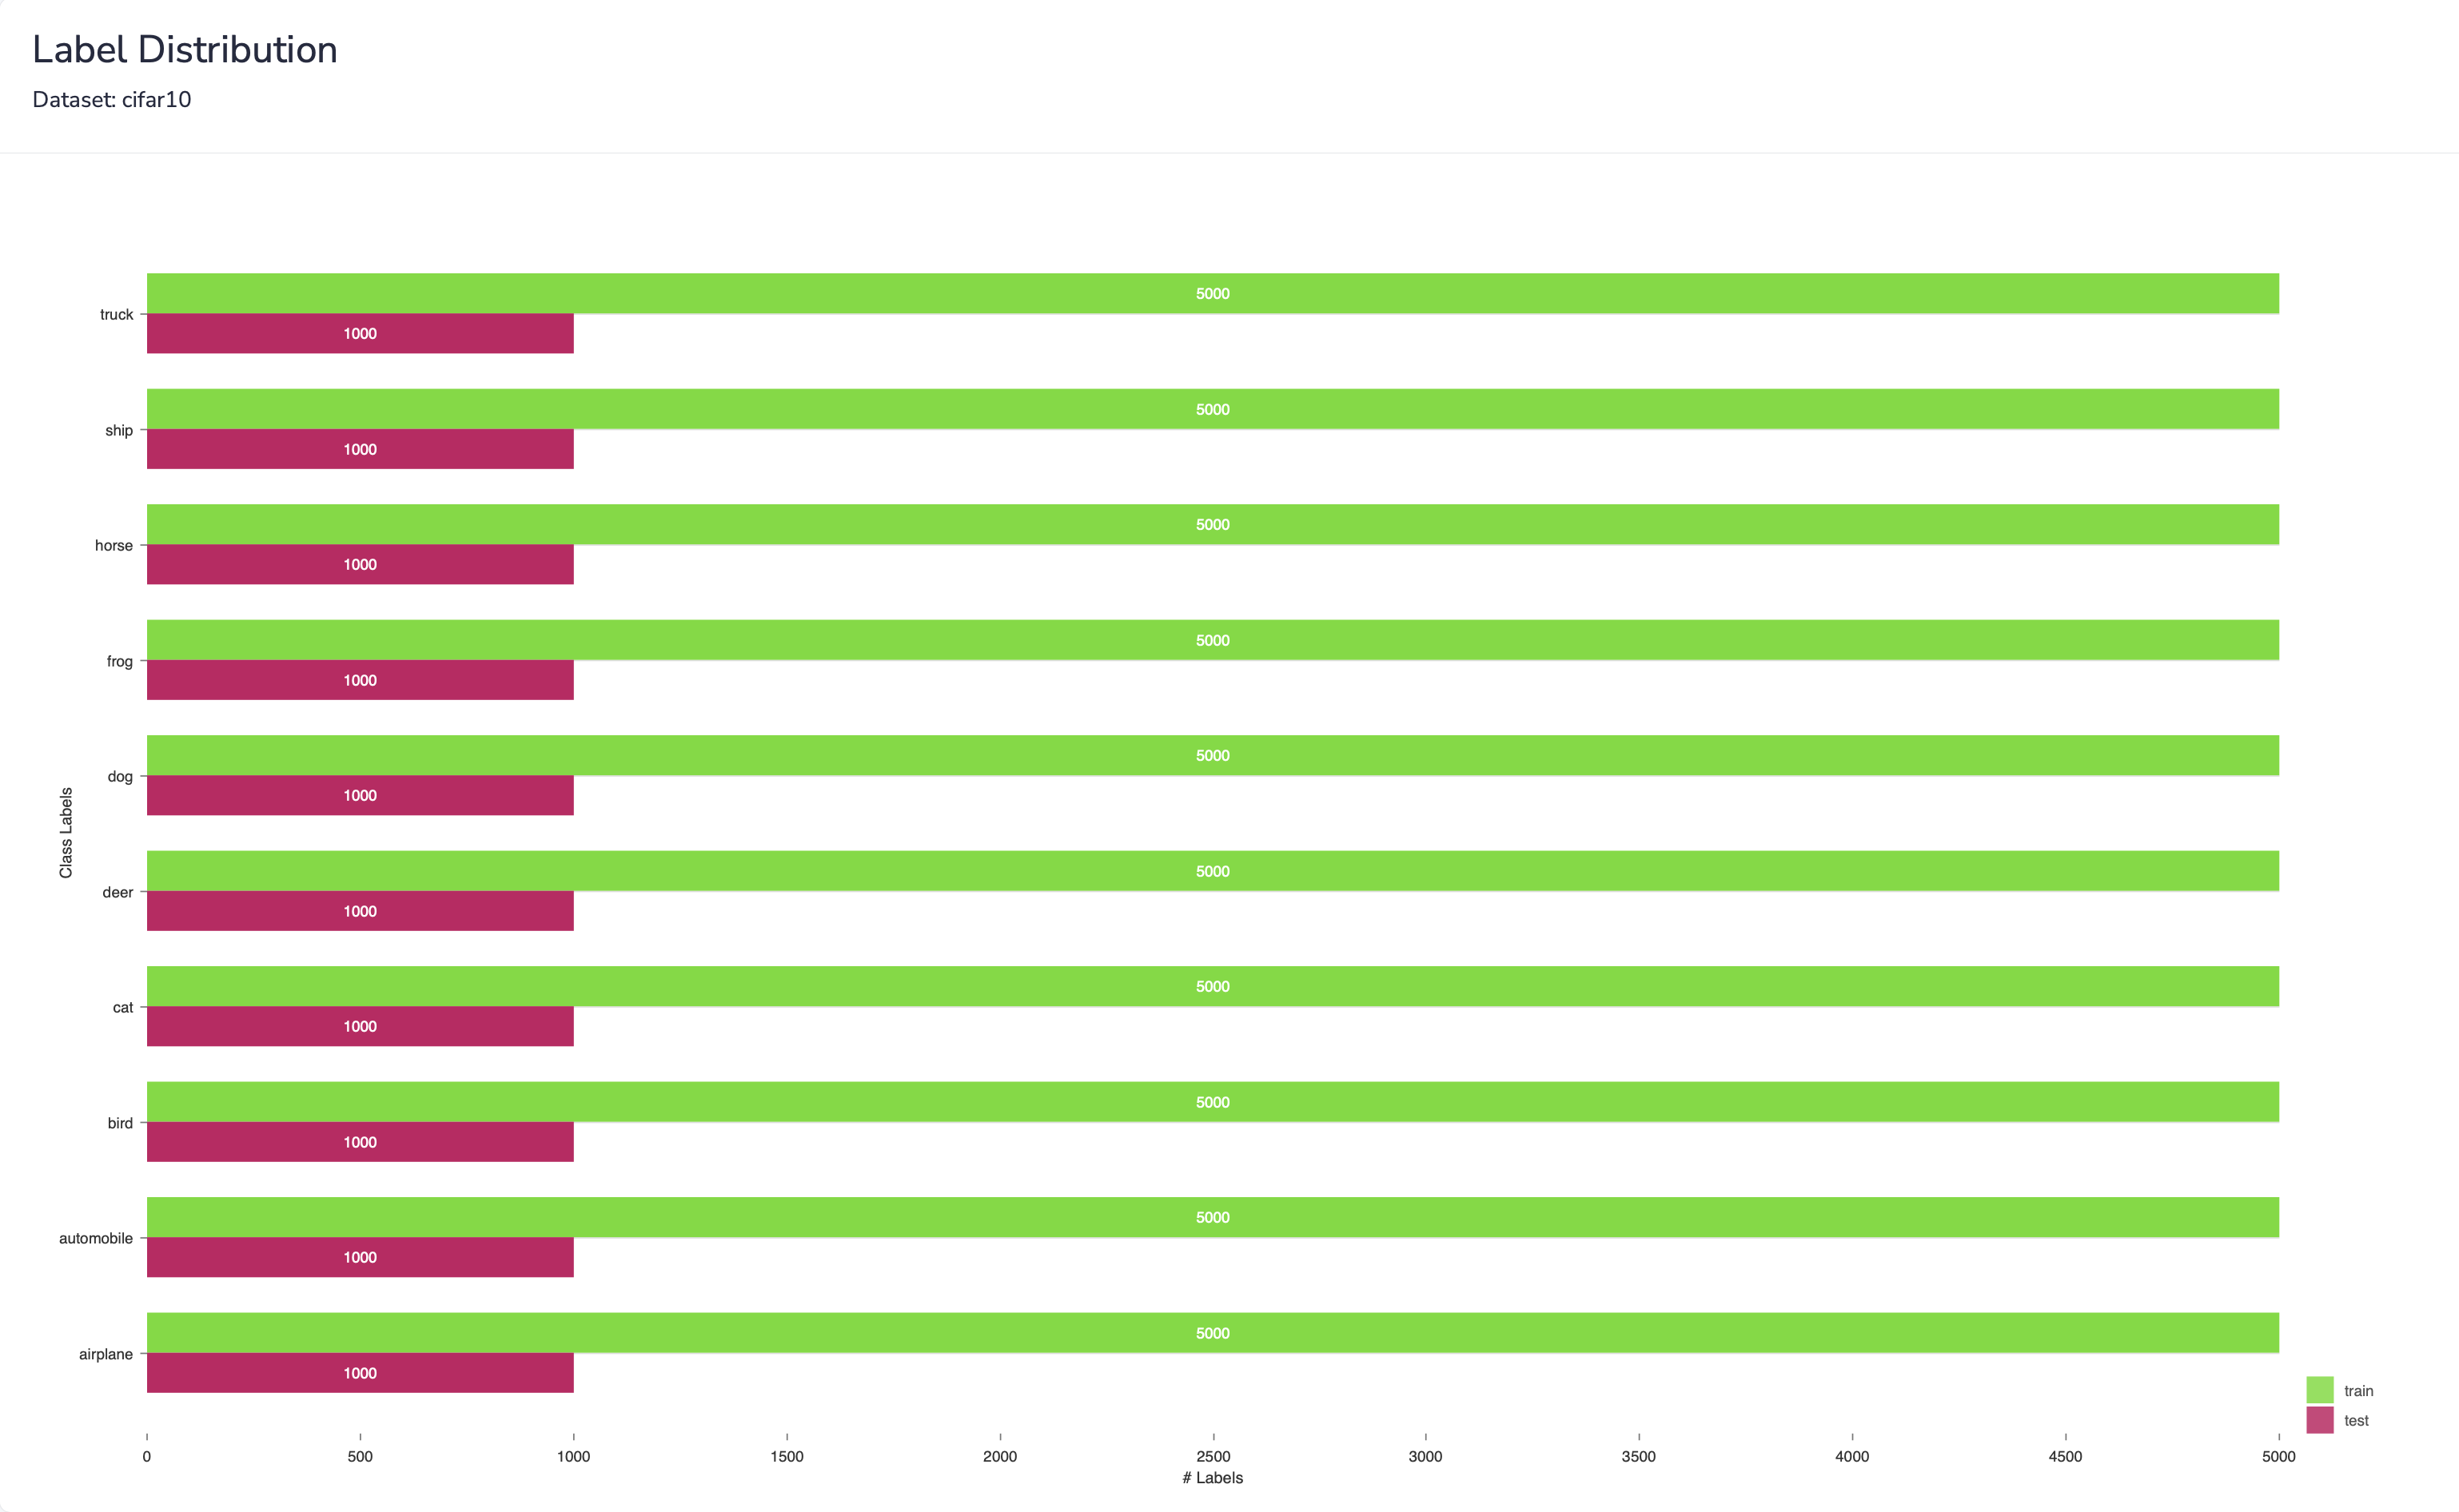 Label Distribution
Dataset: cifar10
Class Labels
truck
5000
1000
ship
5000
1000
horse
5000
1000
frog
5000
1000
dog
5000
1000
deer
5000
1000
cat
5000
1000
bird
5000
1000
automobile
5000
1000
airplane
5000
1000
train
test
0 500 1000 1500 2000 2500 3000 3500 4000 4500 5000
# Labels